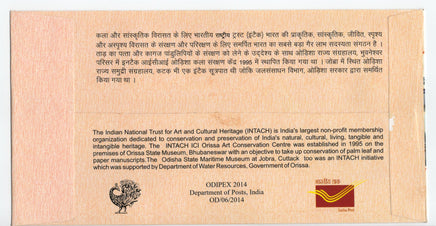 कला और सांस्कृतिक विरासत के लिए भारतीय राष्ट्रीय ट्रस्ट (इंटैक) भारत की प्राकृतिक, सांस्कृतिक, जीवित, स्पृश्य
और अस्पृश्य विरासत के संरक्षण और परिरक्षण के लिए समर्पित भारत का सबसे बड़ा गैर लाभ सदस्यता संगठन है ।
ताड़ का पत्ता और कागज पांडुलिपियों के संरक्षण को लेने के उद्देश्य के साथ ओड़िशा राज्य संग्रहालय, भुवनेश्वर
परिसर में इनटैक आईसीआई ओड़िशा कला संरक्षण केंद्र 1995 में स्थापित किया गया था । जोब्रा में स्थित ओड़िशा
राज्य समुद्री संग्रहालय, कटक भी एक इंटैक सूत्रपात थी जोकि जलसंसाधन विभाग, ओड़िशा सरकार द्वारा समर्थित
किया गया था ।
The Indian National Trust for Art and Cultural Heritage (INTACH) is India's largest non-profit membership
organization dedicated to conservation and preservation of India's natural, cultural, living, tangible and
intangible heritage. The INTACH ICI Orissa Art Conservation Centre was established in 1995 on the
premises of Orissa State Museum, Bhubaneswar with an objective to take up conservation of palm leaf and
paper manuscripts.The Odisha State Maritime Museum at Jobra, Cuttack too was an INTACH initiative
which was supported by Department of Water Resources, Government of Orissa.
ODIPEX 2014
Department of Posts, India
OD/06/2014
भारतीय डाक
India Post